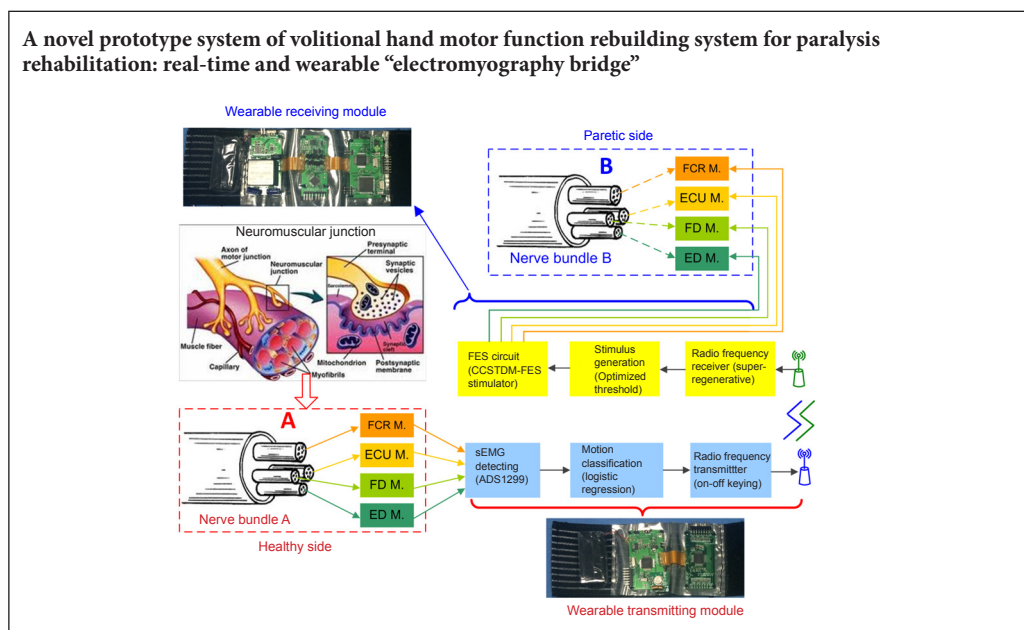 A novel prototype system of volitional hand motor function rebuilding system for paralysis
rehabilitation: real-time and wearable “electromyography bridge”
Wearable receiving module
Paretic side
B
FCR M.
ECU M.
FD M.
ED M.
Nerve bundle B
Neuromuscular junction
Axon of
motor junction
Neuromuscular
junction
Muscle fiber
Capillary
Myofibrils
Presynaptic
terminal
Synaptic
vesicles
Sarcolemma
Synaptic
cleft
Mitochondrion
Postsynaptic
membrane
FES circuit
(CCSTDM-FES
stimulator)
Stimulus
generation
(Optimized
threshold)
Radio frequency
receiver (super-
regenerative)
A
FCR M.
ECU M.
FD M.
ED M.
Nerve bundle A
Healthy side
sEMG
detecting
(ADS1299)
Motion
classification
(logistic
regression)
Radio frequency
transmittter
(on-off keying)
Wearable transmitting module